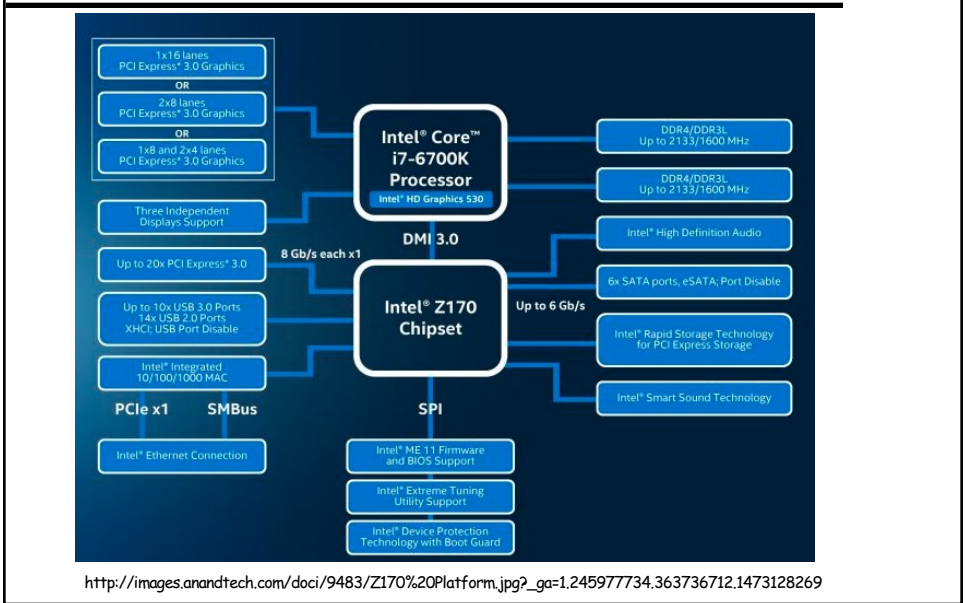 1x16 lanes
PCI Express* 3.0 Graphics
OR
2x8 lanes
PCI Express* 3.0 Graphics
OR
1x8 and 2x4 lanes
PCI Express* 3.0 Graphics
Three Independent
Displays Support
Intel® Core™
i7-6700K
Processor
Intel® HD Graphics 530
DDR4/DDR3L
Up to 2133/1600 MHz
DDR4/DDR3L
Up to 2133/1600 MHz
DMI 3.0
8 Gb/s each x1
Up to 20x PCI Express* 3.0
Up to 10x USB 3.0 Ports
14x USB 2.0 Ports
XHCI; USB Port Disable
Intel® Integrated
10/100/1000 MAC
PCIe x1
SMBus
Intel® Ethernet Connection
Intel® Z170
Chipset
Intel® High Definition Audio
6x SATA ports, eSATA; Port Disable
Up to 6 Gb/s
Intel® Rapid Storage Technology
for PCI Express Storage
Intel® Smart Sound Technology
SPI
Intel® ME 11 Firmware
and BIOS Support
Intel® Extreme Tuning
Utility Support
Intel® Device Protection
Technology with Boot Guard
http://images.anandtech.com/doci/9483/Z170%20Platform.jpg?_ga=1.245977734.363736712.1473128269